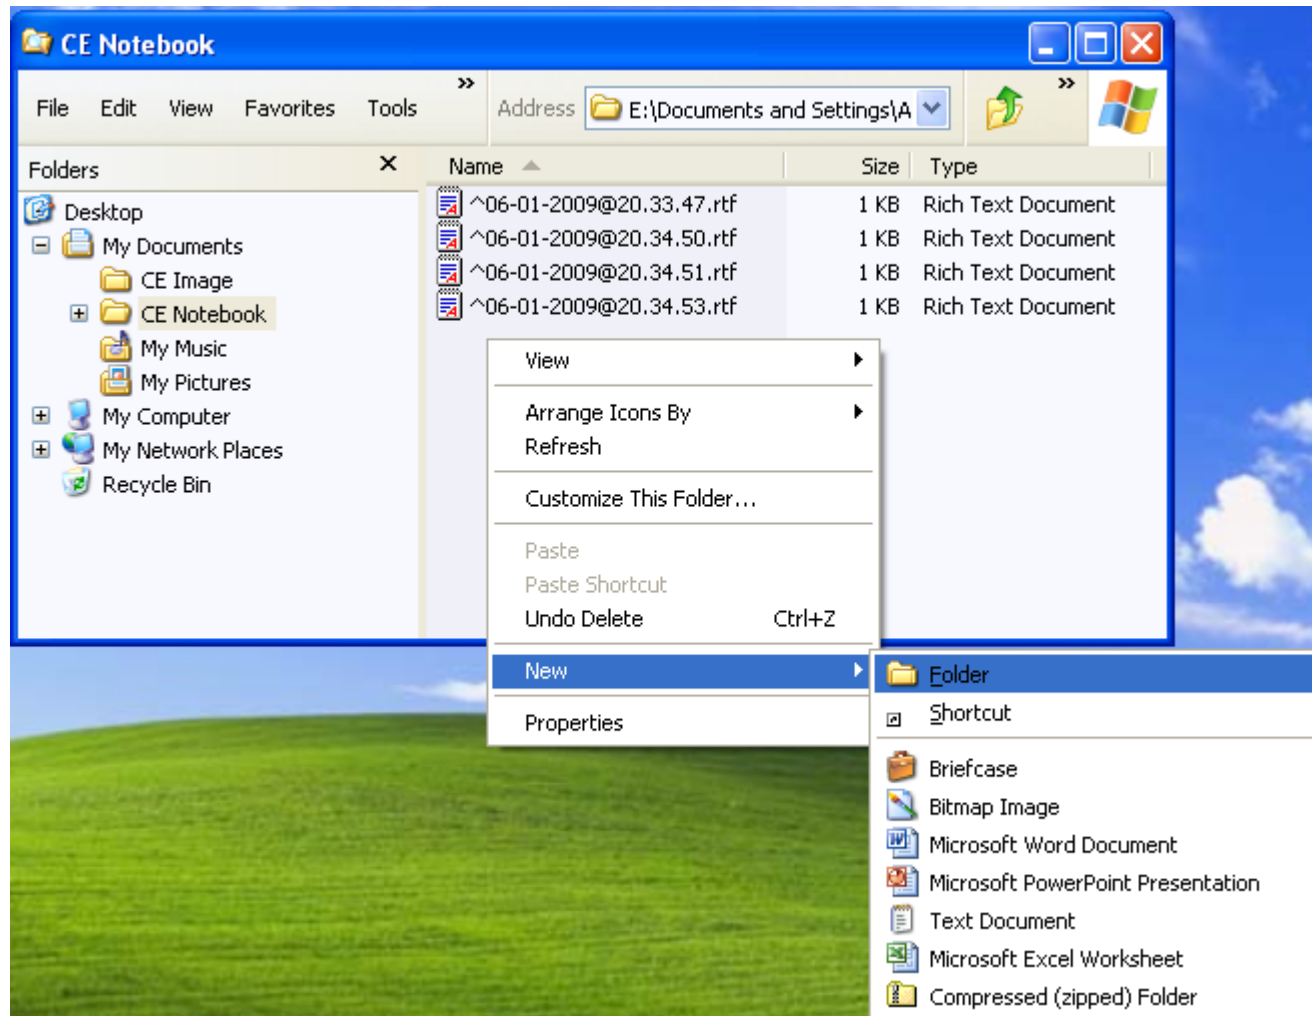 CE Notebook
File Edit View Favorites Tools » Address E:\Documents and Settings\A »
Folders
Name Size Type
Desktop
My Documents
CE Image
CE Notebook
My Music
My Pictures
My Computer
My Network Places
Recycle Bin
^06-01-2009@20.33.47.rtf 1 KB Rich Text Document
^06-01-2009@20.34.50.rtf 1 KB Rich Text Document
^06-01-2009@20.34.51.rtf 1 KB Rich Text Document
^06-01-2009@20.34.53.rtf 1 KB Rich Text Document
View
Arrange Icons By
Refresh
Customize This Folder...
Paste
Paste Shortcut
Undo Delete Ctrl+Z
New
Properties
Folder
Shortcut
Briefcase
Bitmap Image
Microsoft Word Document
Microsoft PowerPoint Presentation
Text Document
Microsoft Excel Worksheet
Compressed (zipped) Folder